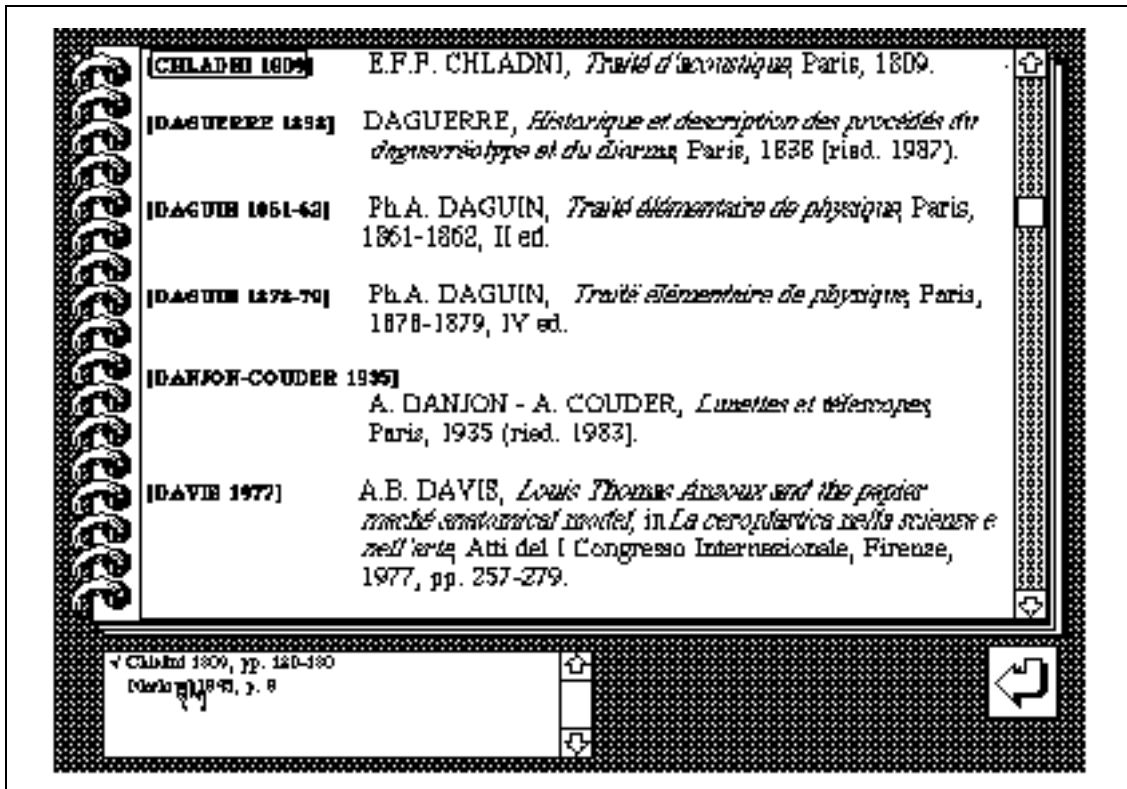 [CHLADNI 1809] E.F.F. CHLADNI, Traité d'acoustique, Paris, 1809.
[DAGUERRE 1838] DAGUERRE, Historique et description des procédés du
daguerréotype et du diorama, Paris, 1838 [ried. 1987).
[DAGUIN 1861-62] Ph.A. DAGUIN, Traité élémentaire de physique, Paris,
1861-1862, II ed.
[DAGUIN 1878-79] Ph.A. DAGUIN, Traité élémentaire de physique, Paris,
1878-1879, IV ed.
[DANJON-COUDER 1935]
A. DANJON - A. COUDER, Lunettes et télescopes,
Paris, 1935 (ried. 1983].
[DAVIS 1977] A.B. DAVIS, Louis Thomas Auzoux and the papier
maché anatomical model, in La ceroplastica nella scienza e
nell'arte, Atti del I Congresso Internazionale, Firenze,
1977, pp. 257-279.
√ Chladni 1809, pp. 120-180
p. 8